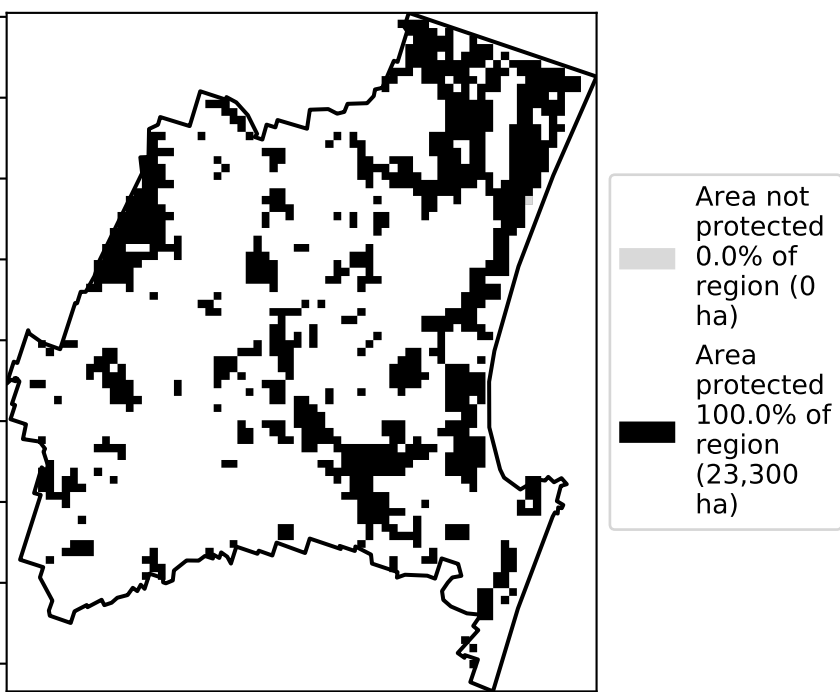 Area not
protected
0.0% of
region (0
ha)
Area
protected
100.0% of
region
(23,300
ha)